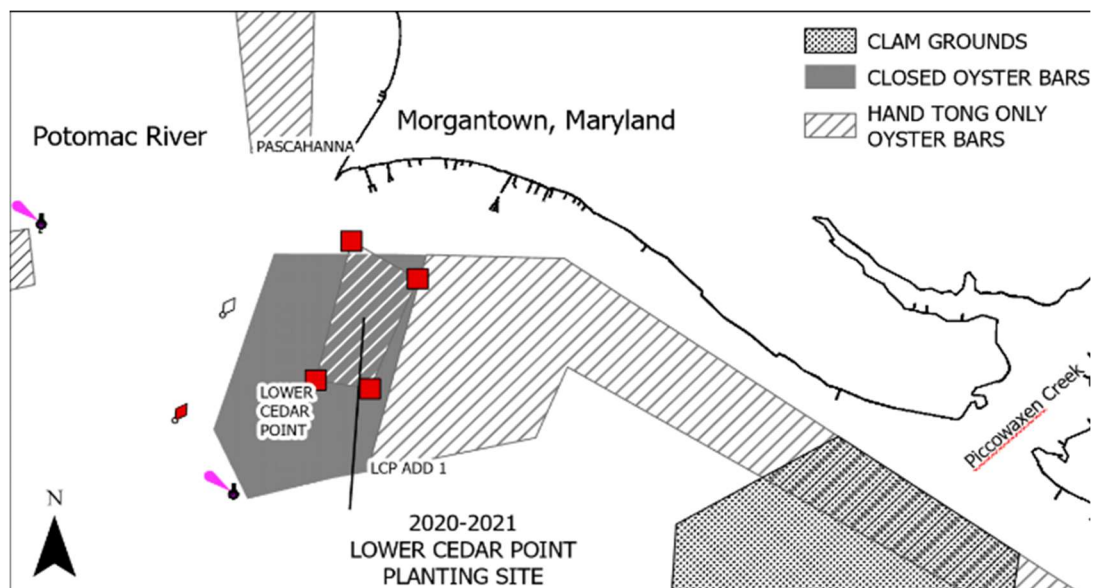 CLAM GROUNDS
CLOSED OYSTER BARS
HAND TONG ONLY
OYSTER BARS
Potomac River
Morgantown, Maryland
PASCAHANNA
LOWER
CEDAR
POINT
LCP ADD 1
Piccowaxen Creek
N
2020-2021
LOWER CEDAR POINT
PLANTING SITE